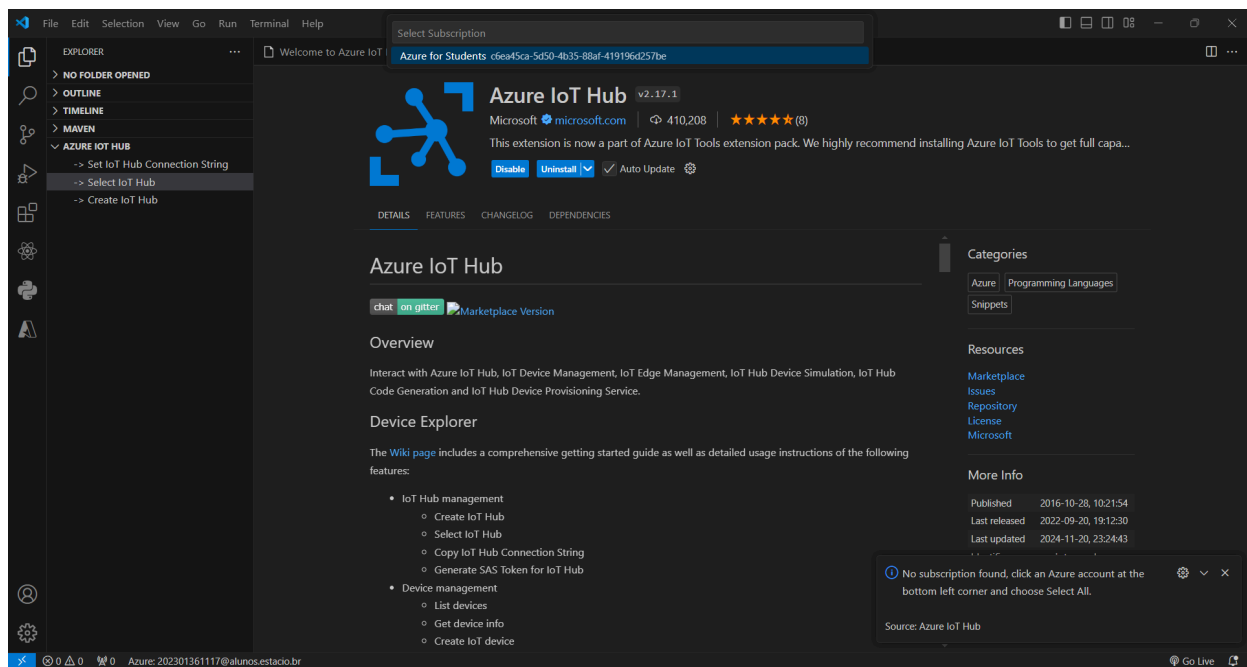 File Edit Selection View Go Run Terminal Help
Select Subscription
Azure for Students c6ea45ca-5d50-4b35-88af-419196d257be
EXPLORER
NO FOLDER OPENED
OUTLINE
TIMELINE
MAVEN
AZURE IOT HUB
-> Set IoT Hub Connection String
-> Select IoT Hub
-> Create IoT Hub
Welcome to Azure IoT
Azure IoT Hub v2.17.1
Microsoft microsoft.com 410,208 (8)
This extension is now a part of Azure IoT Tools extension pack. We highly recommend installing Azure IoT Tools to get full capa...
Disable Uninstall Auto Update
DETAILS FEATURES CHANGELOG DEPENDENCIES
Azure IoT Hub
chat on gitter Marketplace Version
Overview
Interact with Azure IoT Hub, IoT Device Management, IoT Edge Management, IoT Hub Device Simulation, IoT Hub
Code Generation and IoT Hub Device Provisioning Service.
Device Explorer
The Wiki page includes a comprehensive getting started guide as well as detailed usage instructions of the following
features:
IoT Hub management
Create IoT Hub
Select IoT Hub
Copy IoT Hub Connection String
Generate SAS Token for IoT Hub
Device management
List devices
Get device info
Create IoT device
Categories
Azure Programming Languages
Snippets
Resources
Marketplace
Issues
Repository
License
Microsoft
More Info
Published 2016-10-28, 10:21:54
Last released 2022-09-20, 19:12:30
Last updated 2024-11-20, 23:24:43
No subscription found, click an Azure account at the
bottom left corner and choose Select All.
Source: Azure IoT Hub
0 0 0 Azure: 202301361117@alunos.estacio.br
Go Live